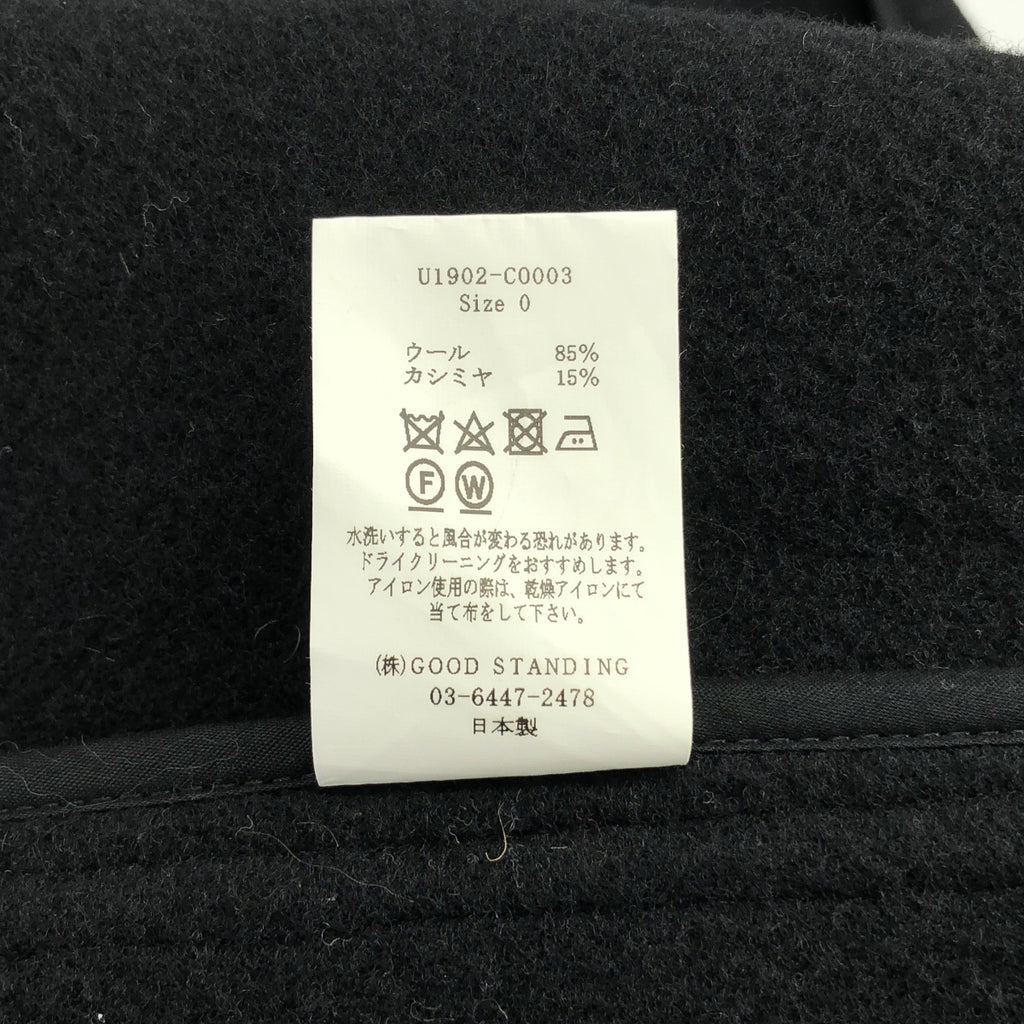 U1902-C0003
Size 0
ウール 85%
カシミヤ 15%
F W
水洗いすると風合が変わる恐れがあります。
ドライクリーニングをおすすめします。
アイロン使用の際は、乾燥アイロンにて
当て布をして下さい。
(株)GOOD STANDING
03-6447-2478
日本製